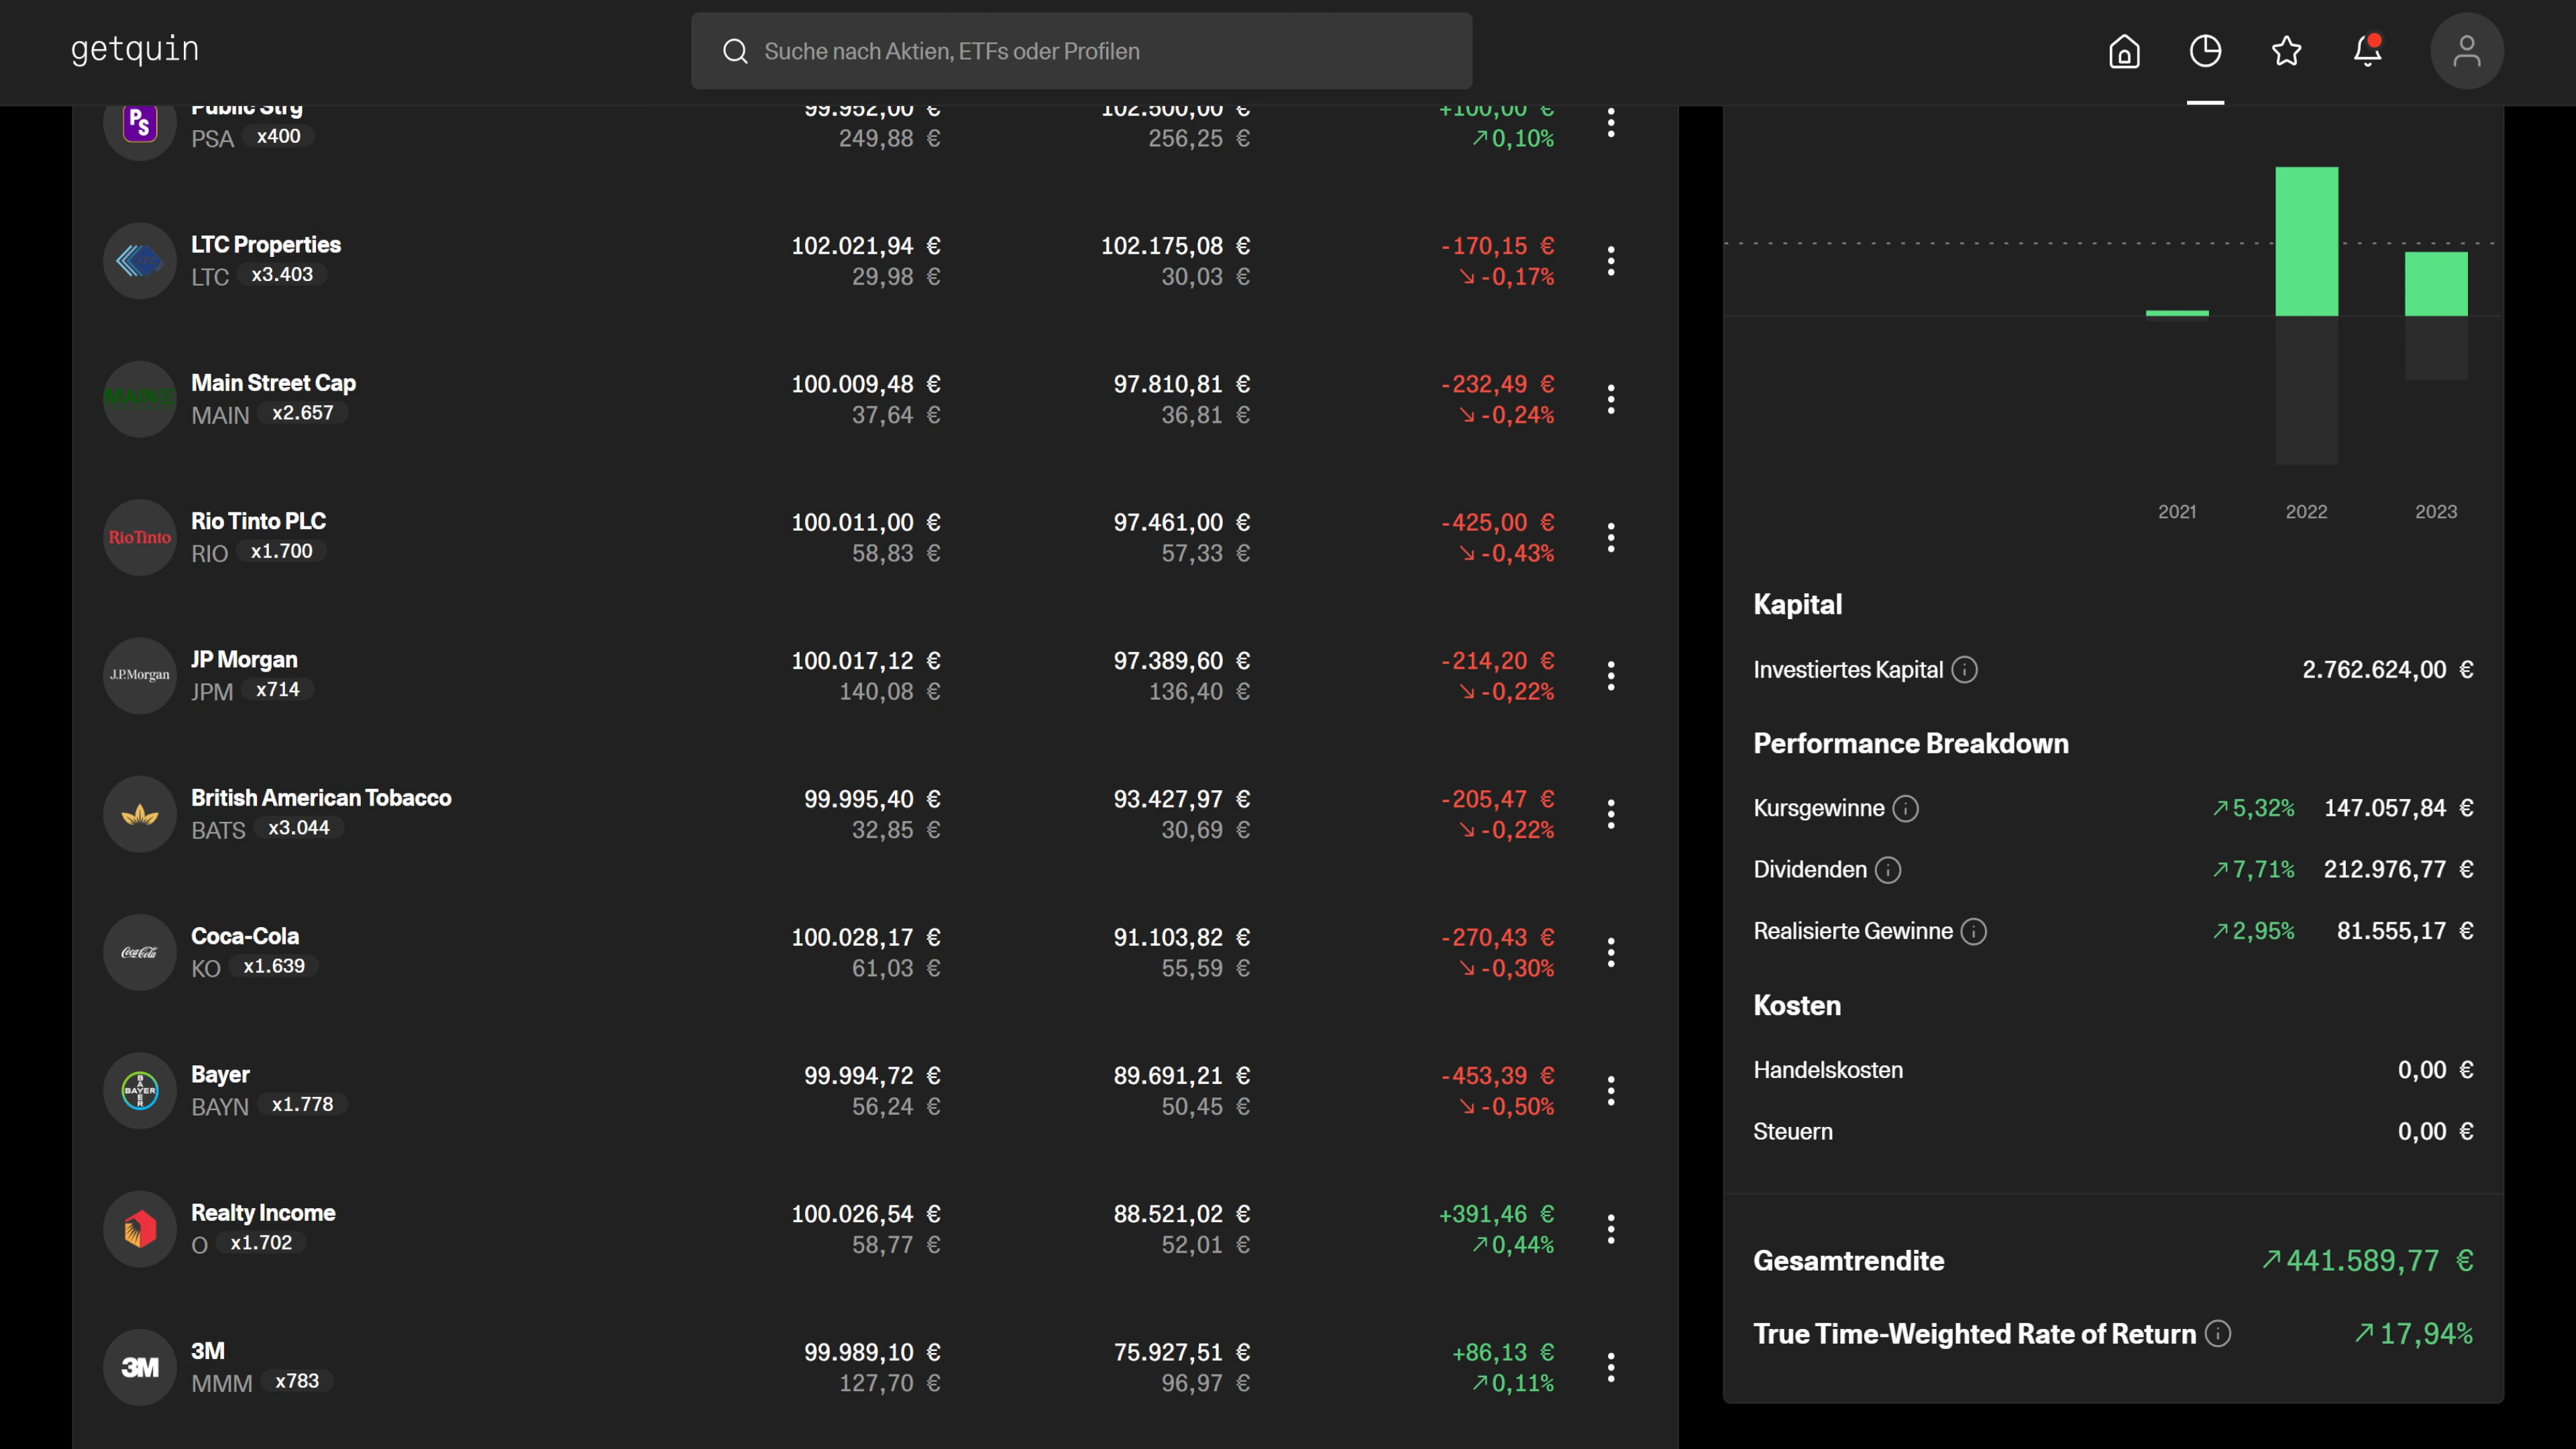 getquin
Suche nach Aktien, ETFs oder Profilen
Public Strg 99.952,00 € 102.500,00 € +100,00 €
PSA x400 249,88 € 256,25 € ↗0,10%
LTC Properties 102.021,94 € 102.175,08 € -170,15 €
LTC x3.403 29,98 € 30,03 € ↘-0,17%
Main Street Cap 100.009,48 € 97.810,81 € -232,49 €
MAIN x2.657 37,64 € 36,81 € ↘-0,24%
RioTinto
Rio Tinto PLC 100.011,00 € 97.461,00 € -425,00 €
RIO x1.700 58,83 € 57,33 € ↘-0,43%
J.P.Morgan
JP Morgan 100.017,12 € 97.389,60 € -214,20 €
JPM x714 140,08 € 136,40 € ↘-0,22%
British American Tobacco 99.995,40 € 93.427,97 € -205,47 €
BATS x3.044 32,85 € 30,69 € ↘-0,22%
Coca-Cola
Coca-Cola 100.028,17 € 91.103,82 € -270,43 €
KO x1.639 61,03 € 55,59 € ↘-0,30%
BAYER
Bayer 99.994,72 € 89.691,21 € -453,39 €
BAYN x1.778 56,24 € 50,45 € ↘-0,50%
Realty Income 100.026,54 € 88.521,02 € +391,46 €
O x1.702 58,77 € 52,01 € ↗0,44%
3M
3M 99.989,10 € 75.927,51 € +86,13 €
MMM x783 127,70 € 96,97 € ↗0,11%
2021 2022 2023
Kapital
Investiertes Kapital 2.762.624,00 €
Performance Breakdown
Kursgewinne ↗5,32% 147.057,84 €
Dividenden ↗7,71% 212.976,77 €
Realisierte Gewinne ↗2,95% 81.555,17 €
Kosten
Handelskosten 0,00 €
Steuern 0,00 €
Gesamtrendite ↗441.589,77 €
True Time-Weighted Rate of Return ↗17,94%